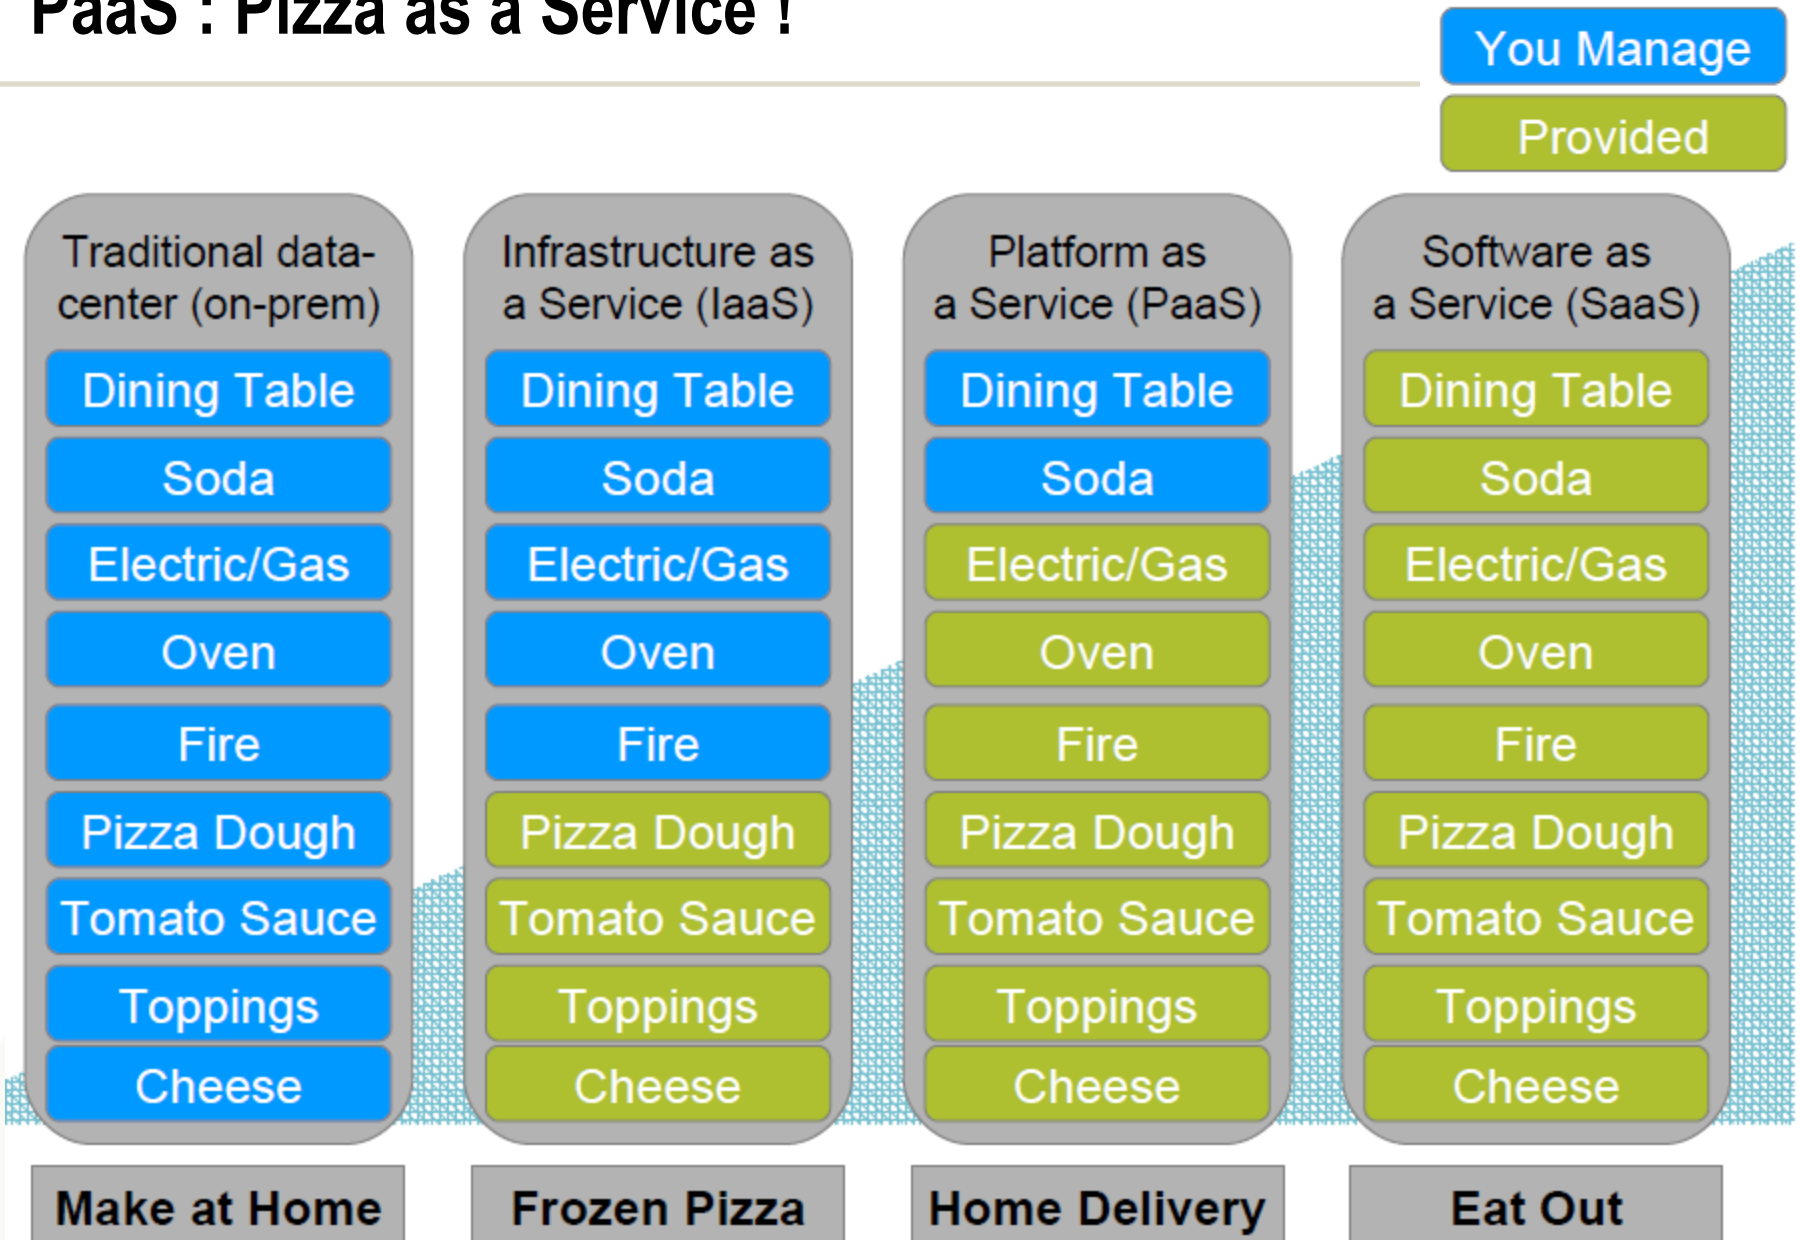 PaaS : Pizza as a Service !
You Manage
Provided
Traditional data-
center (on-prem)
Dining Table
Soda
Electric/Gas
Oven
Fire
Pizza Dough
Tomato Sauce
Toppings
Cheese
Make at Home
Infrastructure as
a Service (IaaS)
Dining Table
Soda
Electric/Gas
Oven
Fire
Pizza Dough
Tomato Sauce
Toppings
Cheese
Frozen Pizza
Platform as
a Service (PaaS)
Dining Table
Soda
Electric/Gas
Oven
Fire
Pizza Dough
Tomato Sauce
Toppings
Cheese
Home Delivery
Software as
a Service (SaaS)
Dining Table
Soda
Electric/Gas
Oven
Fire
Pizza Dough
Tomato Sauce
Toppings
Cheese
Eat Out